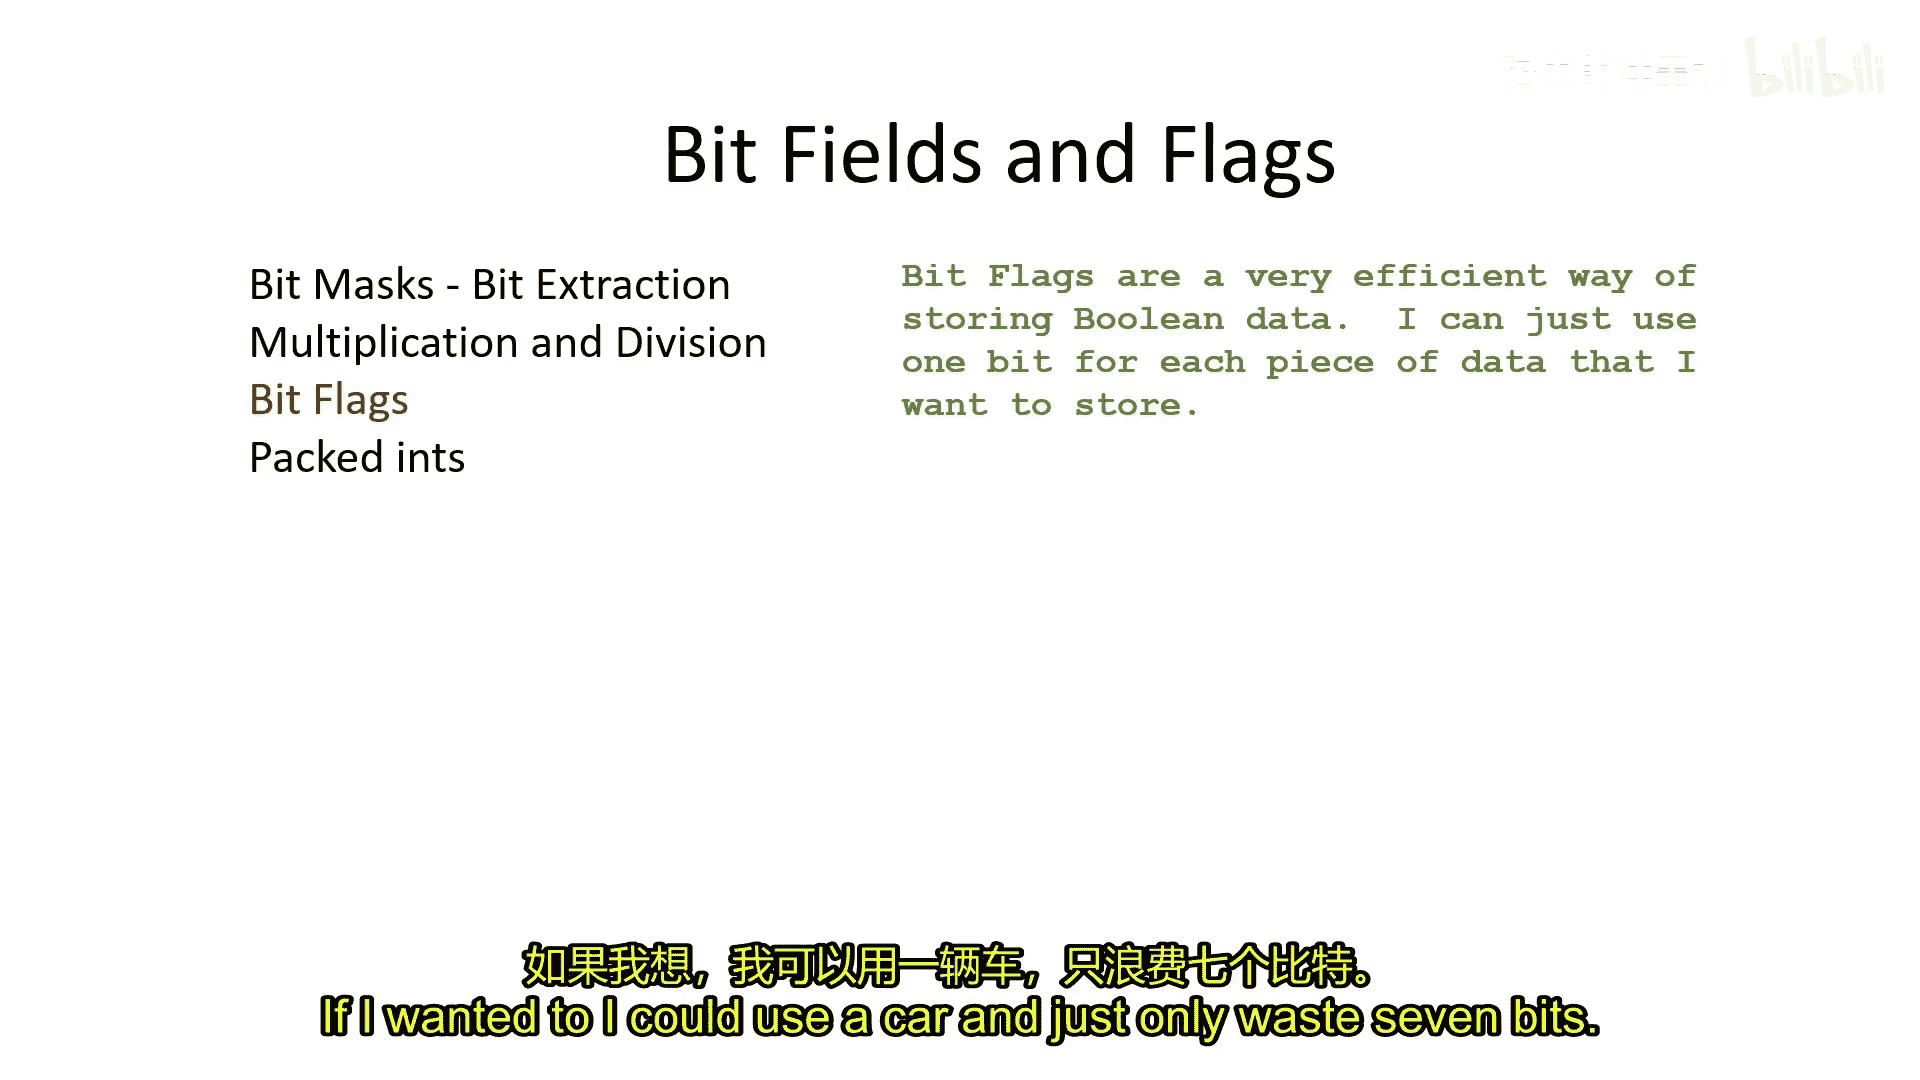 bilibili
Bit Fields and Flags
Bit Masks - Bit Extraction
Multiplication and Division
Bit Flags
Packed ints
Bit Flags are a very efficient way of
storing Boolean data.  I can just use
one bit for each piece of data that I
want to store.
如果我想，我可以用一辆车，只浪费七个比特。
If I wanted to I could use a car and just only waste seven bits.